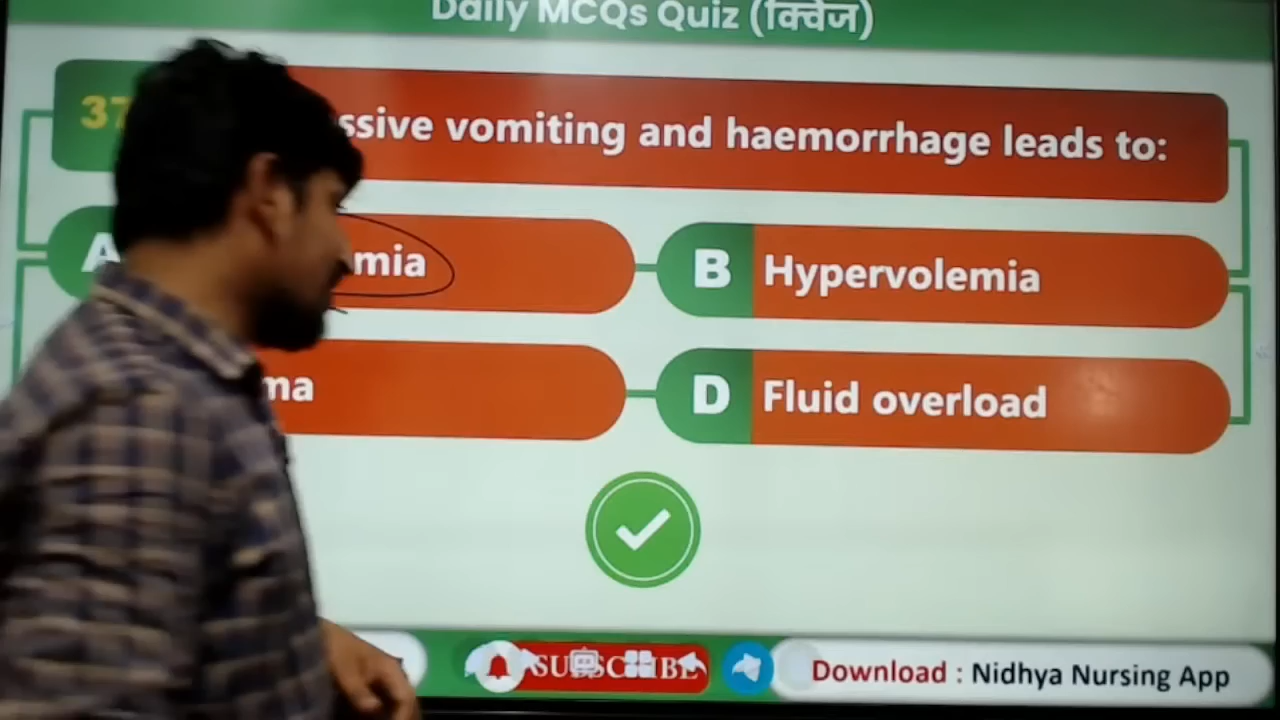 Daily MCQs Quiz (क्विज)
37
ssive vomiting and haemorrhage leads to:
A
mia
B Hypervolemia
ma
D Fluid overload
SUBSCRIBE
Download : Nidhya Nursing App